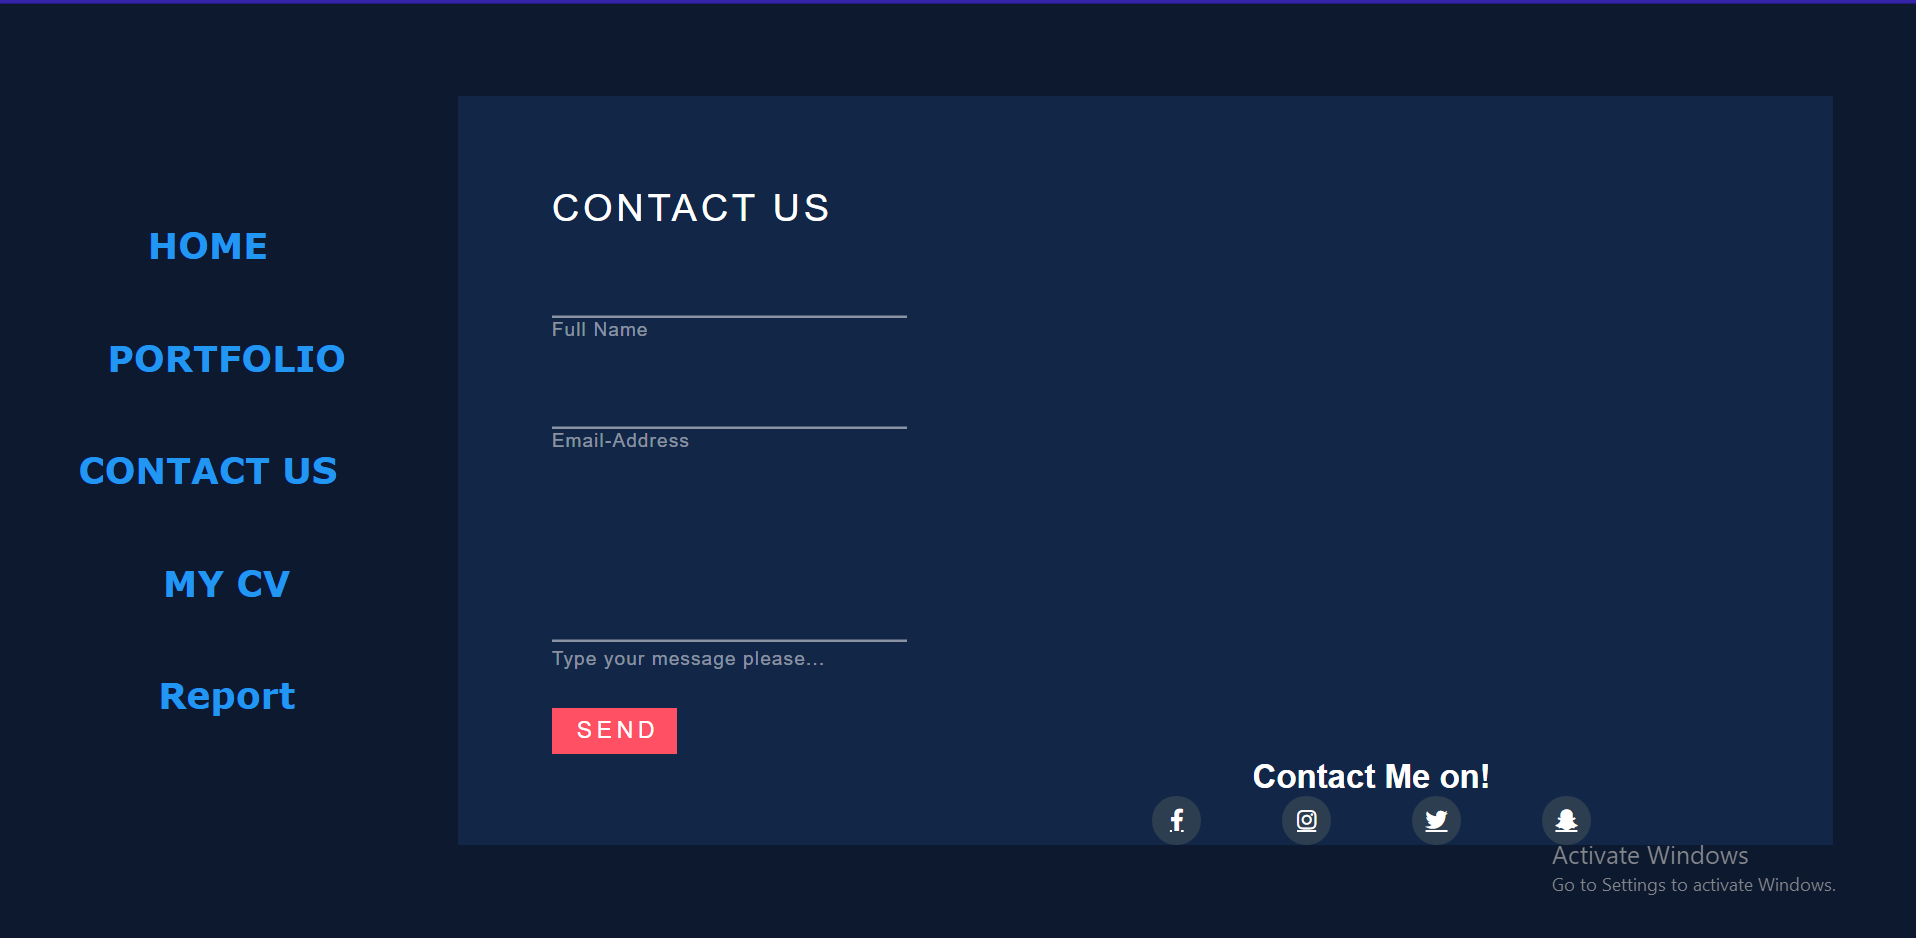 HOME
PORTFOLIO
CONTACT US
MY CV
Report
CONTACT US
Full Name
Email-Address
Type your message please...
SEND
Contact Me on!
Activate Windows
Go to Settings to activate Windows.